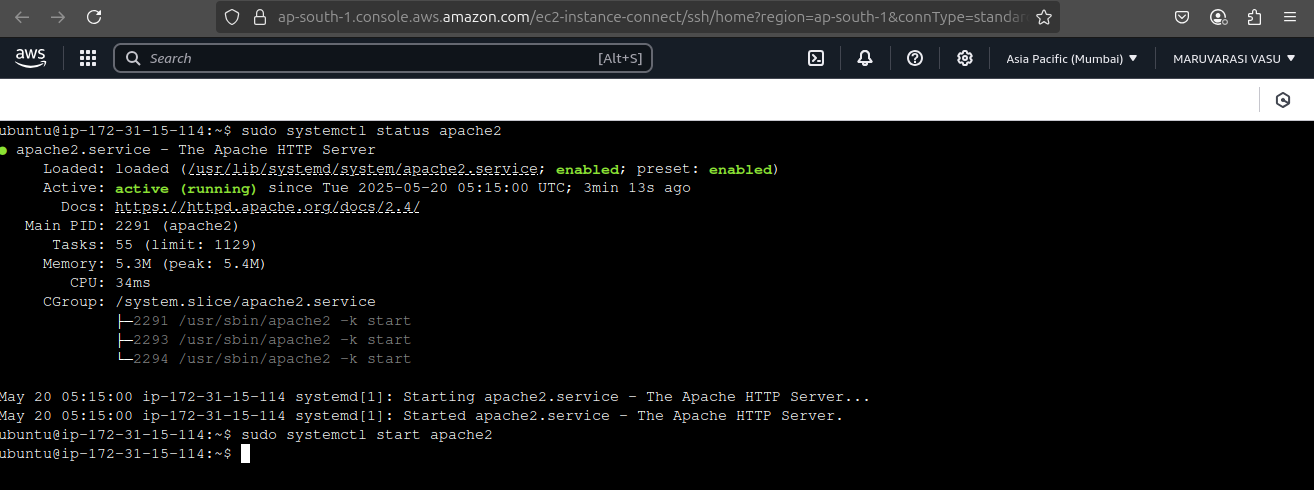 ap-south-1.console.aws.amazon.com/ec2-instance-connect/ssh/home?region=ap-south-1&connType=standar
aws
Search [Alt+S] Asia Pacific (Mumbai) MARUVARASI VASU
ubuntu@ip-172-31-15-114:~$ sudo systemctl status apache2
● apache2.service - The Apache HTTP Server
Loaded: loaded (/usr/lib/systemd/system/apache2.service; enabled; preset: enabled)
Active: active (running) since Tue 2025-05-20 05:15:00 UTC; 3min 13s ago
Docs: https://httpd.apache.org/docs/2.4/
Main PID: 2291 (apache2)
Tasks: 55 (limit: 1129)
Memory: 5.3M (peak: 5.4M)
CPU: 34ms
CGroup: /system.slice/apache2.service
├─2291 /usr/sbin/apache2 -k start
├─2293 /usr/sbin/apache2 -k start
└─2294 /usr/sbin/apache2 -k start
May 20 05:15:00 ip-172-31-15-114 systemd[1]: Starting apache2.service - The Apache HTTP Server...
May 20 05:15:00 ip-172-31-15-114 systemd[1]: Started apache2.service - The Apache HTTP Server.
ubuntu@ip-172-31-15-114:~$ sudo systemctl start apache2
ubuntu@ip-172-31-15-114:~$